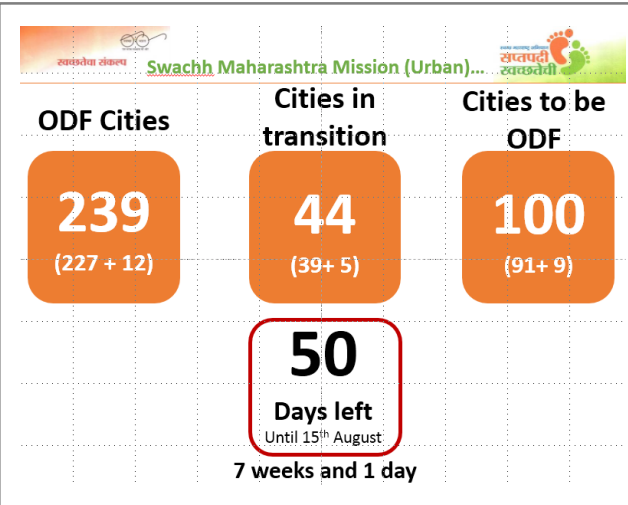 स्वच्छतेचा संकल्प
Swachh Maharashtra Mission (Urban)...
सप्तपदी
स्वच्छतेची
ODF Cities
Cities in
transition
Cities to be
ODF
239
(227 + 12)
44
(39+ 5)
100
(91+ 9)
50
Days left
Until 15th August
7 weeks and 1 day